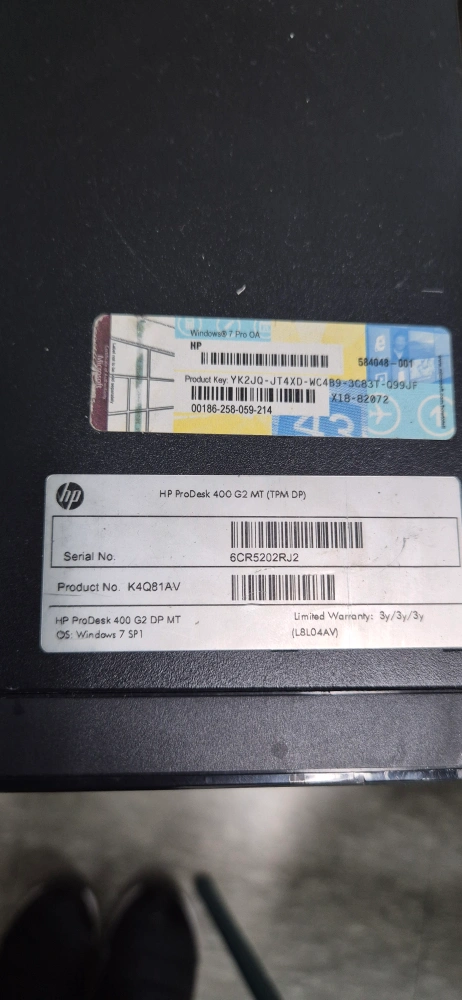 Windows® 7 Pro OA
HP
584048-001
Product Key: YK2JQ-JT4XD-WC4B9-3C83T-Q99JF
X18-82072
00186-258-059-214
Microsoft
hp
HP ProDesk 400 G2 MT (TPM DP)
Serial No. 6CR5202RJ2
Product No. K4Q81AV
HP ProDesk 400 G2 DP MT
Limited Warranty: 3y/3y/3y
OS: Windows 7 SP1
(L8L04AV)